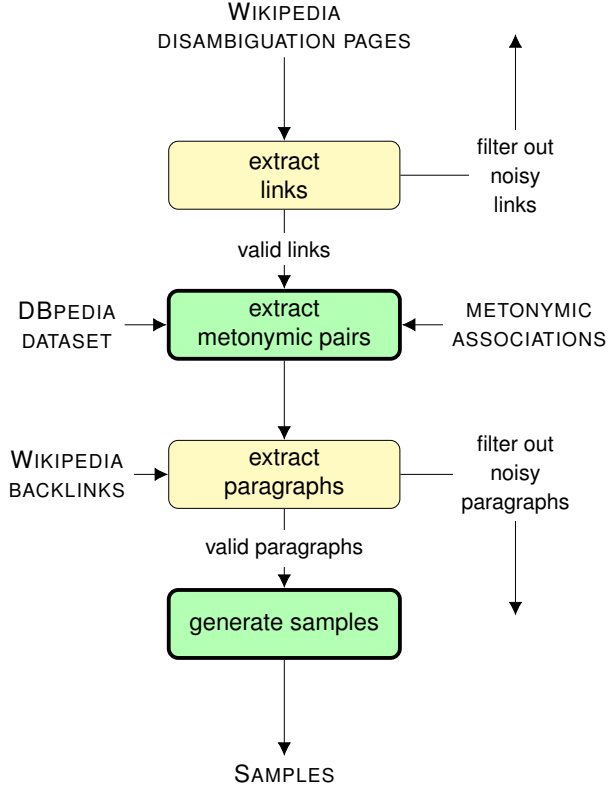 WIKIPEDIA
DISAMBIGUATION PAGES
extract
links
filter out
noisy
links
valid links
DBPEDIA
DATASET
extract
metonymic pairs
METONYMIC
ASSOCIATIONS
WIKIPEDIA
BACKLINKS
extract
paragraphs
filter out
noisy
paragraphs
valid paragraphs
generate samples
SAMPLES